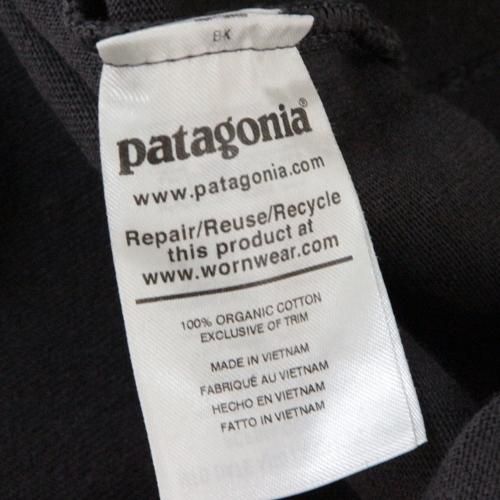 BK
patagonia®
www.patagonia.com
Repair/Reuse/Recycle
this product at
www.wornwear.com
100% ORGANIC COTTON
EXCLUSIVE OF TRIM
MADE IN VIETNAM
FABRIQUÉ AU VIETNAM
HECHO EN VIETNAM
FATTO IN VIETNAM